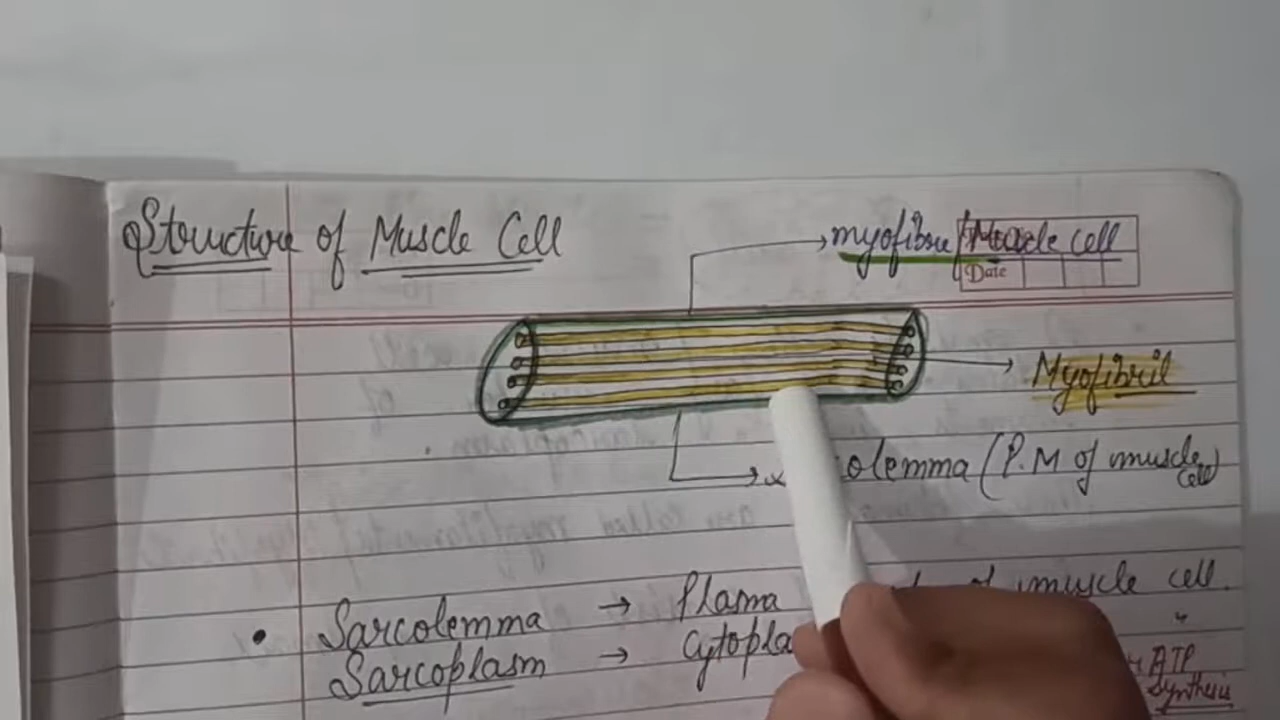 Structure of Muscle Cell
myofibre/Muscle cell
Date
Myofibril
olemma (P.M of muscle
cell)
• Sarcolemma → Plasma of muscle cell.
Sarcoplasm → Cytopla "
ATP
Synthesis